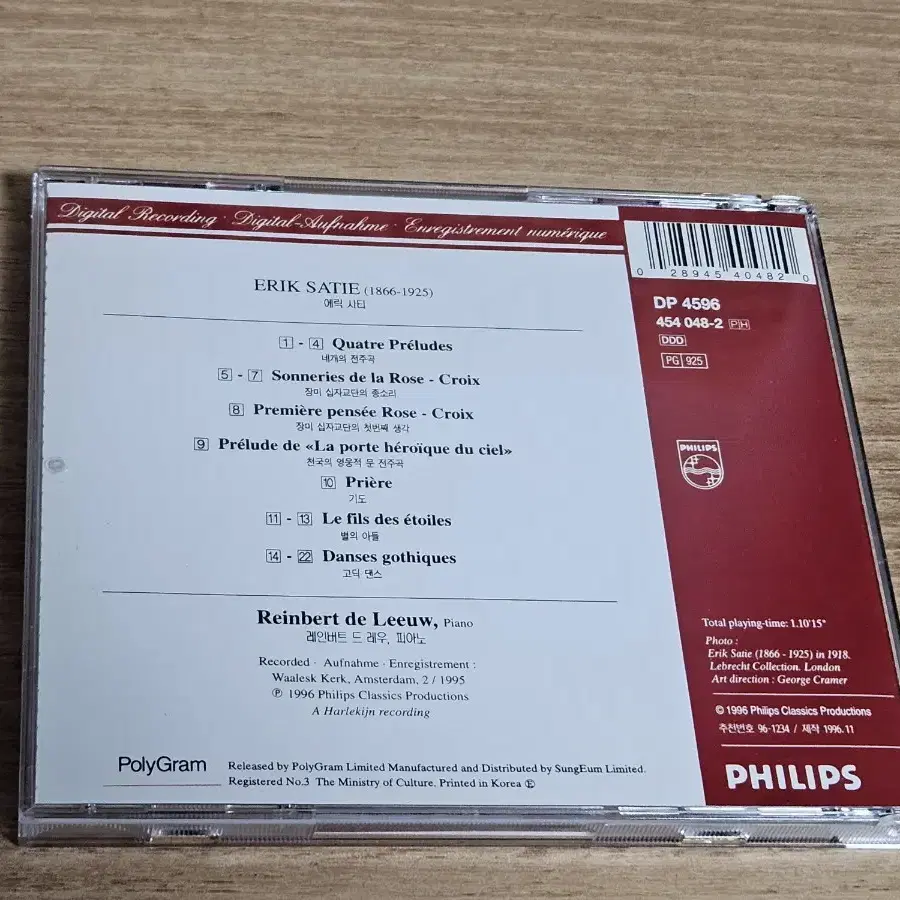 Digital Recording · Digital-Aufnahme · Enregistrement numérique
ERIK SATIE (1866-1925)
에릭 사티
1 - 4 Quatre Préludes
네개의 전주곡
5 - 7 Sonneries de la Rose - Croix
장미 십자교단의 종소리
8 Première pensée Rose - Croix
장미 십자교단의 첫번째 생각
9 Prélude de «La porte héroïque du ciel»
천국의 영웅적 문 전주곡
10 Prière
기도
11 - 13 Le fils des étoiles
별의 아들
14 - 22 Danses gothiques
고딕 댄스
Reinbert de Leeuw, Piano
레인버트 드 레우, 피아노
Recorded · Aufnahme · Enregistrement :
Waalesk Kerk, Amsterdam, 2 / 1995
℗ 1996 Philips Classics Productions
A Harlekijn recording
PolyGram
Released by PolyGram Limited Manufactured and Distributed by SungEum Limited.
Registered No.3 The Ministry of Culture. Printed in Korea Ⓔ
0 28945 40482 0
DP 4596
454 048-2 PH
DDD
PG 925
PHILIPS
Total playing-time: 1.10'15"
Photo :
Erik Satie (1866 - 1925) in 1918.
Lebrecht Collection. London
Art direction : George Cramer
© 1996 Philips Classics Productions
추천번호 96-1234 / 제작 1996.11
PHILIPS